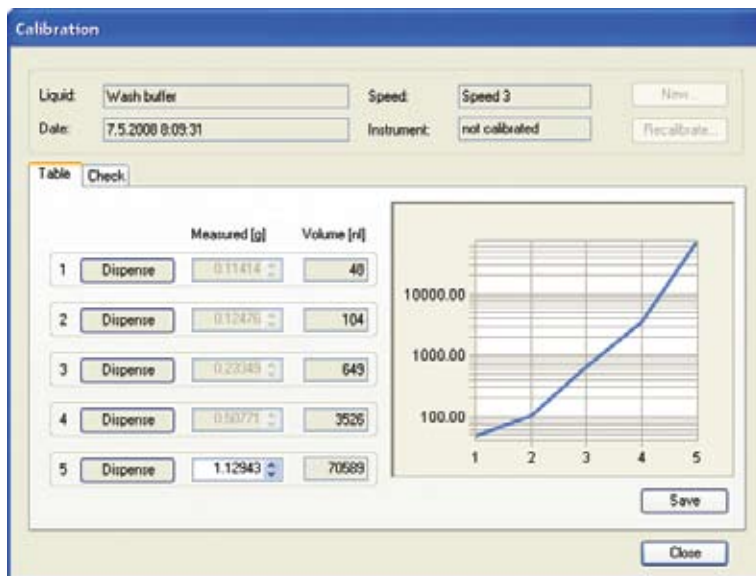 Calibration
Liquid: Wash buffer Speed: Speed 3 New...
Date: 7.5.2008 8:09:31 Instrument: not calibrated Recalibrate...
Table Check
Measured [g] Volume [nl]
1 Dispense 0.11414 48
2 Dispense 0.12476 104
3 Dispense 0.23349 649
4 Dispense 0.50771 3526
5 Dispense 1.12943 70589
10000.00
1000.00
100.00
1 2 3 4 5
Save
Close